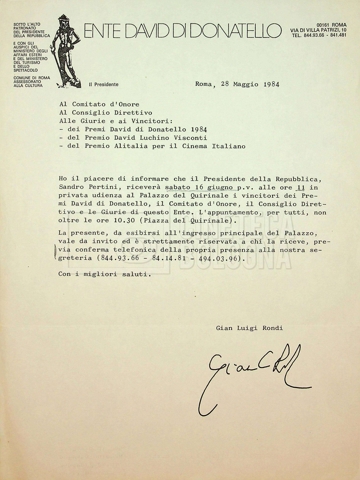 SOTTO L'ALTO
PATRONATO
DEL PRESIDENTE
DELLA REPUBBLICA
E CON GLI
AUSPICI DEL
MINISTERO DEGLI
AFFARI ESTERI
E DEL MINISTERO
DEL TURISMO
E DELLO
SPETTACOLO
COMUNE DI ROMA
ASSESSORATO
ALLA CULTURA
ENTE DAVID DI DONATELLO
00161 ROMA
VIA DI VILLA PATRIZI, 10
TEL. 844.93.66 - 841.481
Il Presidente
Roma, 28 Maggio 1984
Al Comitato d'Onore
Al Consiglio Direttivo
Alle Giurie e ai Vincitori:
- dei Premi David di Donatello 1984
- del Premio David Luchino Visconti
- del Premio Alitalia per il Cinema Italiano
Ho il piacere di informare che il Presidente della Repubblica,
Sandro Pertini, riceverà sabato 16 giugno p.v. alle ore 11 in
privata udienza al Palazzo del Quirinale i vincitori dei Pre-
mi David di Donatello, il Comitato d'Onore, il Consiglio Diret-
tivo e le Giurie di questo Ente. L'appuntamento, per tutti, non
oltre le ore 10.30 (Piazza del Quirinale).
La presente, da esibirsi all'ingresso principale del Palazzo,
vale da invito ed è strettamente riservata a chi la riceve, pre-
via conferma telefonica della propria presenza alla nostra se-
greteria (844.93.66 - 84.14.81 - 494.03.96).
Con i migliori saluti.
Gian Luigi Rondi